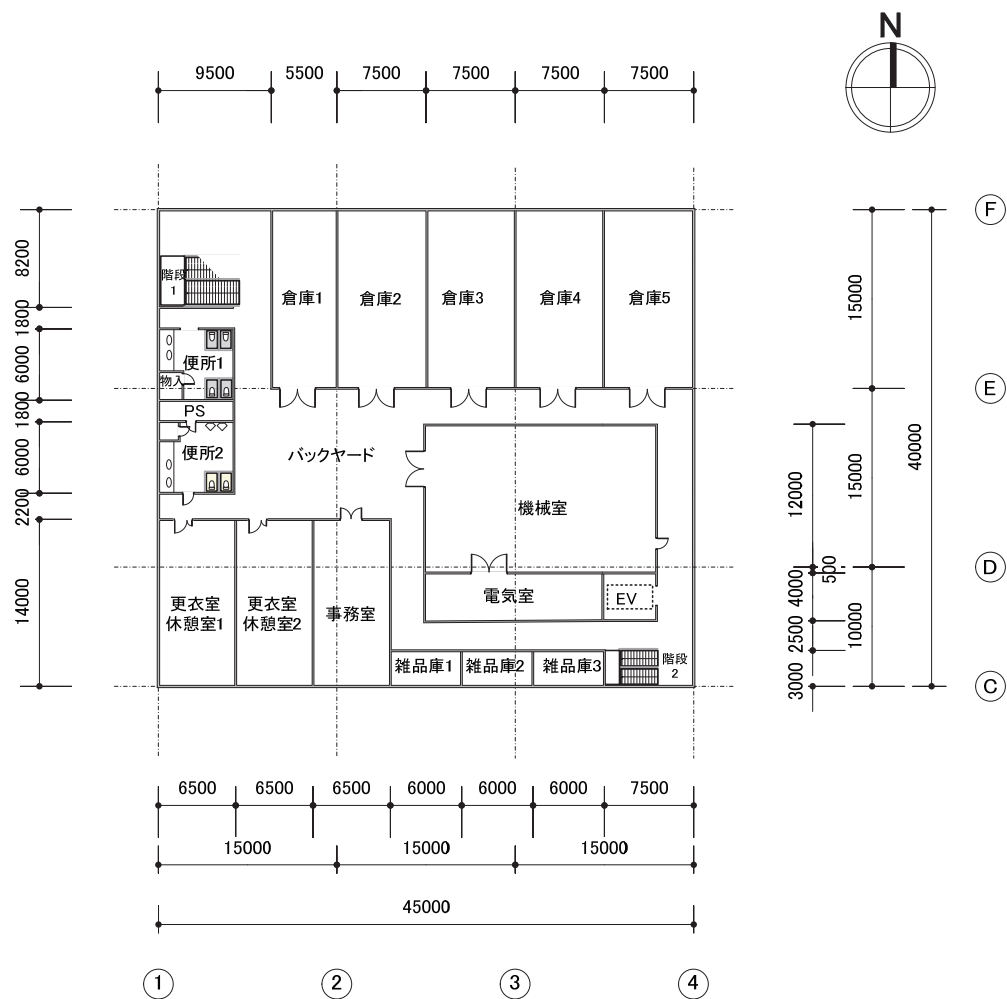 N
9500 5500 7500 7500 7500 7500
F
8200
1800
6000
1800
1800
6000
2200
14000
階段
1
倉庫1 倉庫2 倉庫3 倉庫4 倉庫5
15000
15000
10000
40000
便所1
物入
E
PS
便所2
バックヤード
機械室
12000
500
4000
2500
3000
D
電気室
EV
更衣室
休憩室1
更衣室
休憩室2
事務室
雑品庫1 雑品庫2 雑品庫3
階段
2
C
6500 6500 6500 6000 6000 6000 7500
15000 15000 15000
45000
1 2 3 4